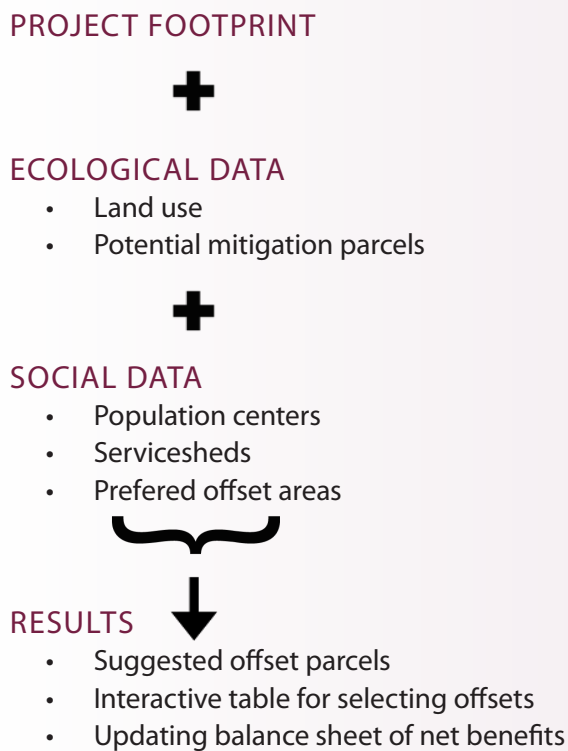 PROJECT FOOTPRINT
+
ECOLOGICAL DATA
• Land use
• Potential mitigation parcels
+
SOCIAL DATA
• Population centers
• Servicesheds
• Prefered offset areas
RESULTS
• Suggested offset parcels
• Interactive table for selecting offsets
• Updating balance sheet of net benefits